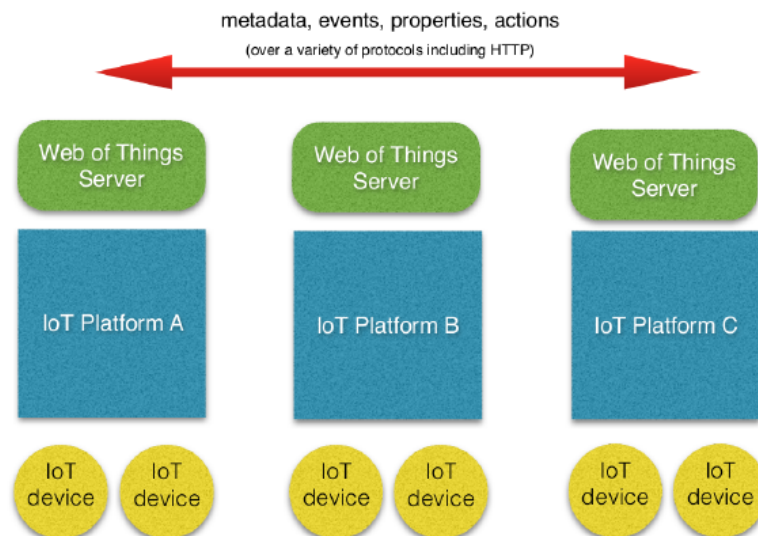 metadata, events, properties, actions
(over a variety of protocols including HTTP)
Web of Things
Server
Web of Things
Server
Web of Things
Server
IoT Platform A
IoT Platform B
IoT Platform C
IoT
device
IoT
device
IoT
device
IoT
device
IoT
device
IoT
device